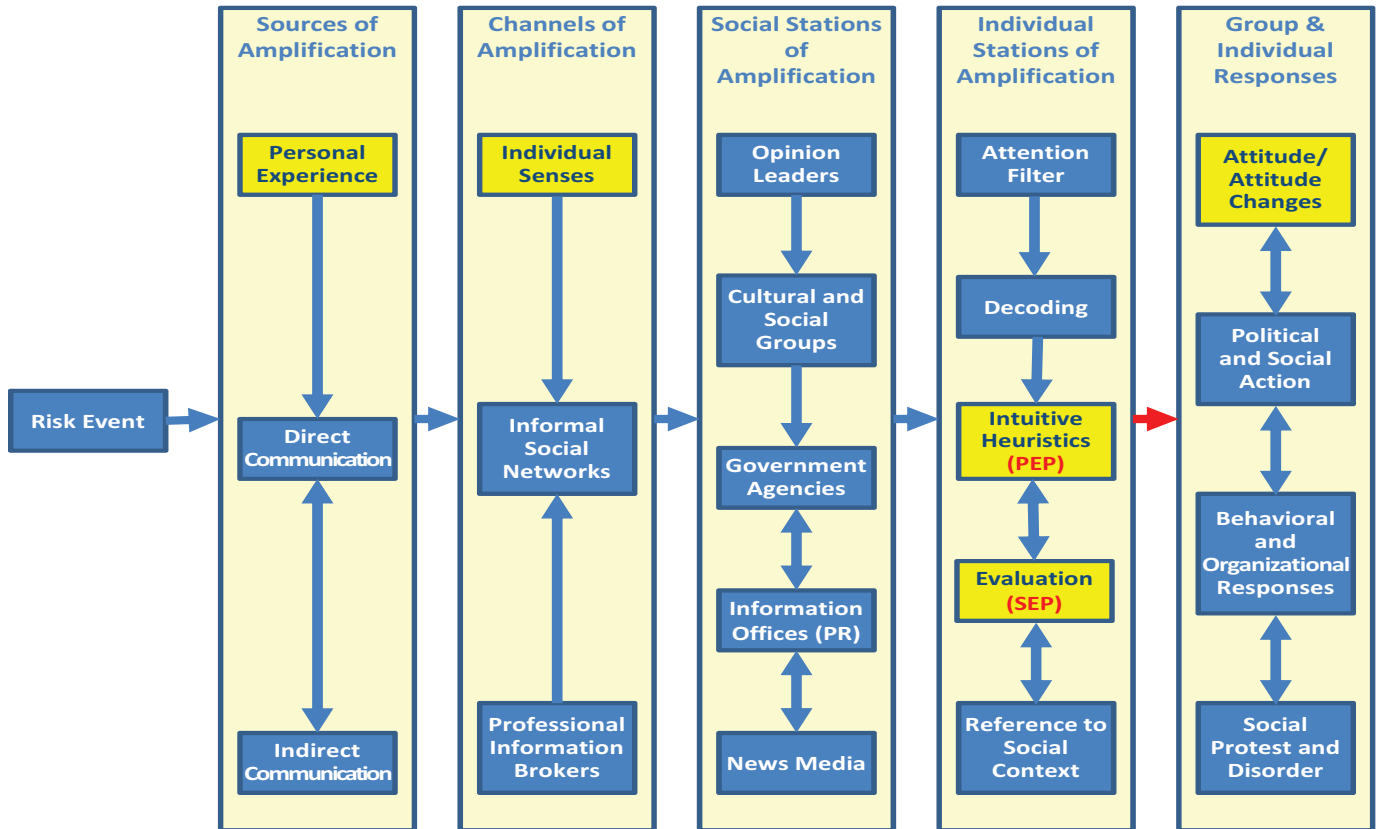 Sources of
Amplification
Channels of
Amplification
Social Stations
of
Amplification
Individual
Stations of
Amplification
Group &
Individual
Responses
Risk Event
Personal
Experience
Direct
Communication
Indirect
Communication
Individual
Senses
Informal
Social
Networks
Professional
Information
Brokers
Opinion
Leaders
Cultural and
Social
Groups
Government
Agencies
Information
Offices (PR)
News Media
Attention
Filter
Decoding
Intuitive
Heuristics
(PEP)
Evaluation
(SEP)
Reference to
Social
Context
Attitude/
Attitude
Changes
Political
and Social
Action
Behavioral
and
Organizational
Responses
Social
Protest and
Disorder